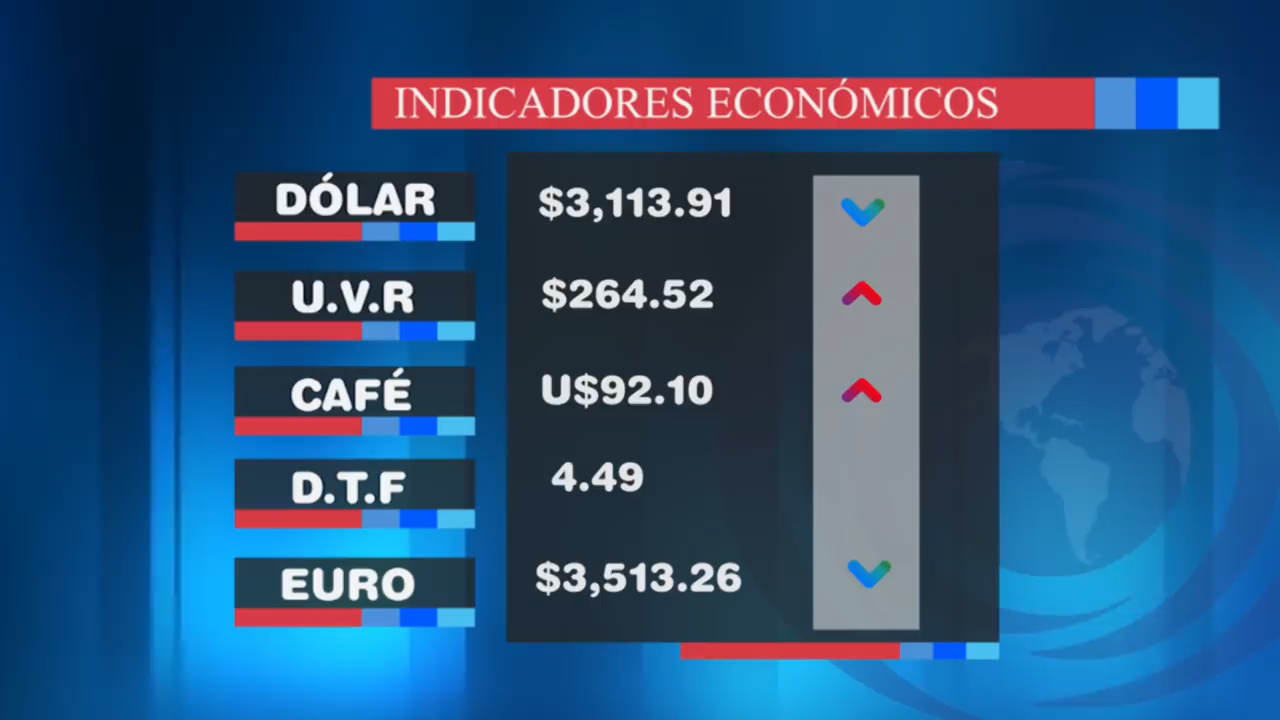 INDICADORES ECONÓMICOS
DÓLAR $3,113.91
U.V.R $264.52
CAFÉ U$92.10
D.T.F 4.49
EURO $3,513.26